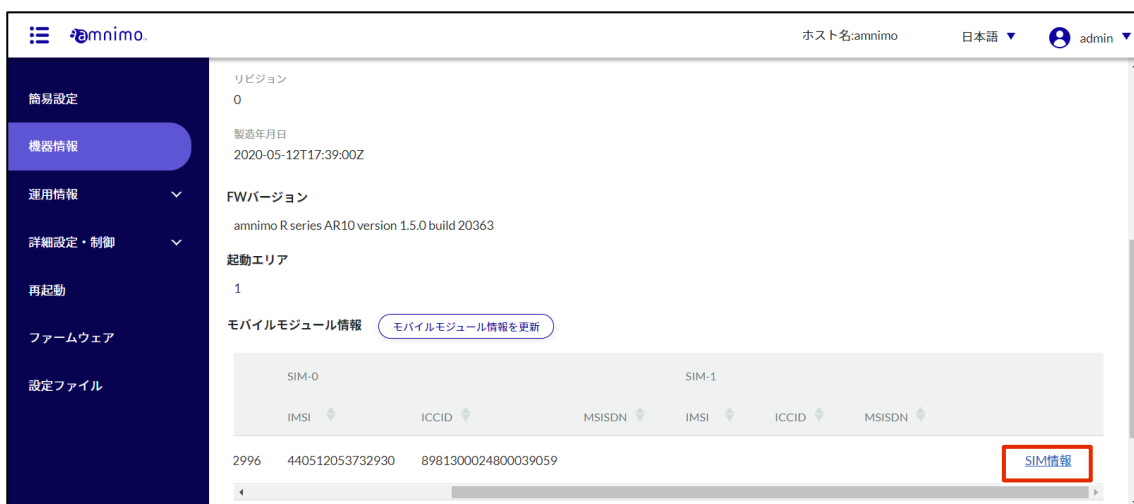 amnimo.
ホスト名:amnimo
日本語
admin
簡易設定
機器情報
運用情報
詳細設定・制御
再起動
ファームウェア
設定ファイル
リビジョン
0
製造年月日
2020-05-12T17:39:00Z
FWバージョン
amnimo R series AR10 version 1.5.0 build 20363
起動エリア
1
モバイルモジュール情報 モバイルモジュール情報を更新
SIM-0 SIM-1
IMSI ICCID MSISDN IMSI ICCID MSISDN
2996 440512053732930 8981300024800039059 SIM情報